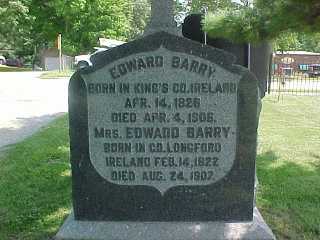 EDWARD BARRY
BORN IN KING'S CO. IRELAND
APR. 14, 1826
DIED APR. 4, 1906.
MRS. EDWARD BARRY
BORN IN CO. LONGFORD
IRELAND FEB. 14, 1822
DIED AUG. 24, 1907.